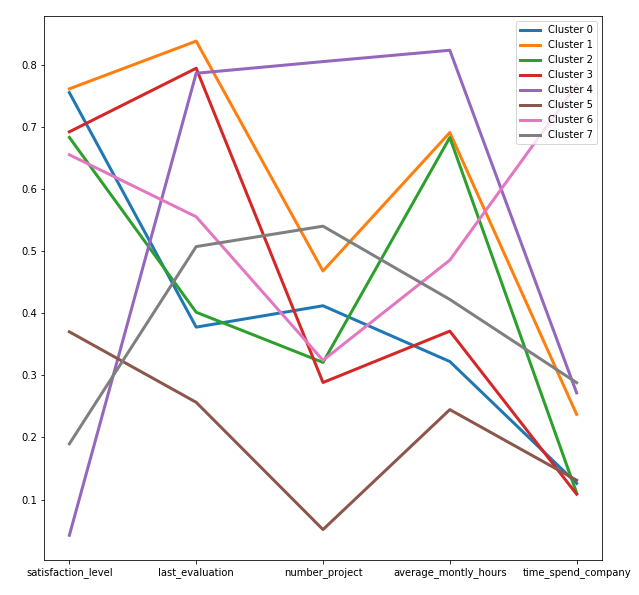 Cluster 0
Cluster 1
Cluster 2
Cluster 3
Cluster 4
Cluster 5
Cluster 6
Cluster 7
0.8
0.7
0.6
0.5
0.4
0.3
0.2
0.1
satisfaction_level last_evaluation number_project average_montly_hours time_spend_company